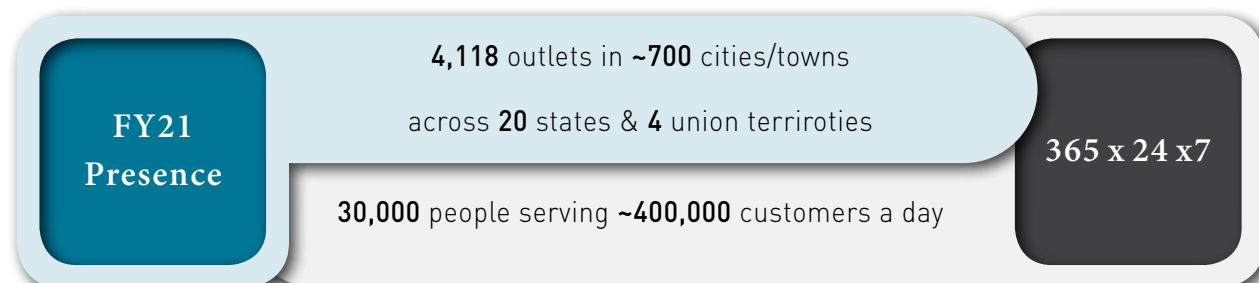 FY21
Presence
4,118 outlets in ~700 cities/towns
across 20 states & 4 union terriroties
30,000 people serving ~400,000 customers a day
365 x 24 x7